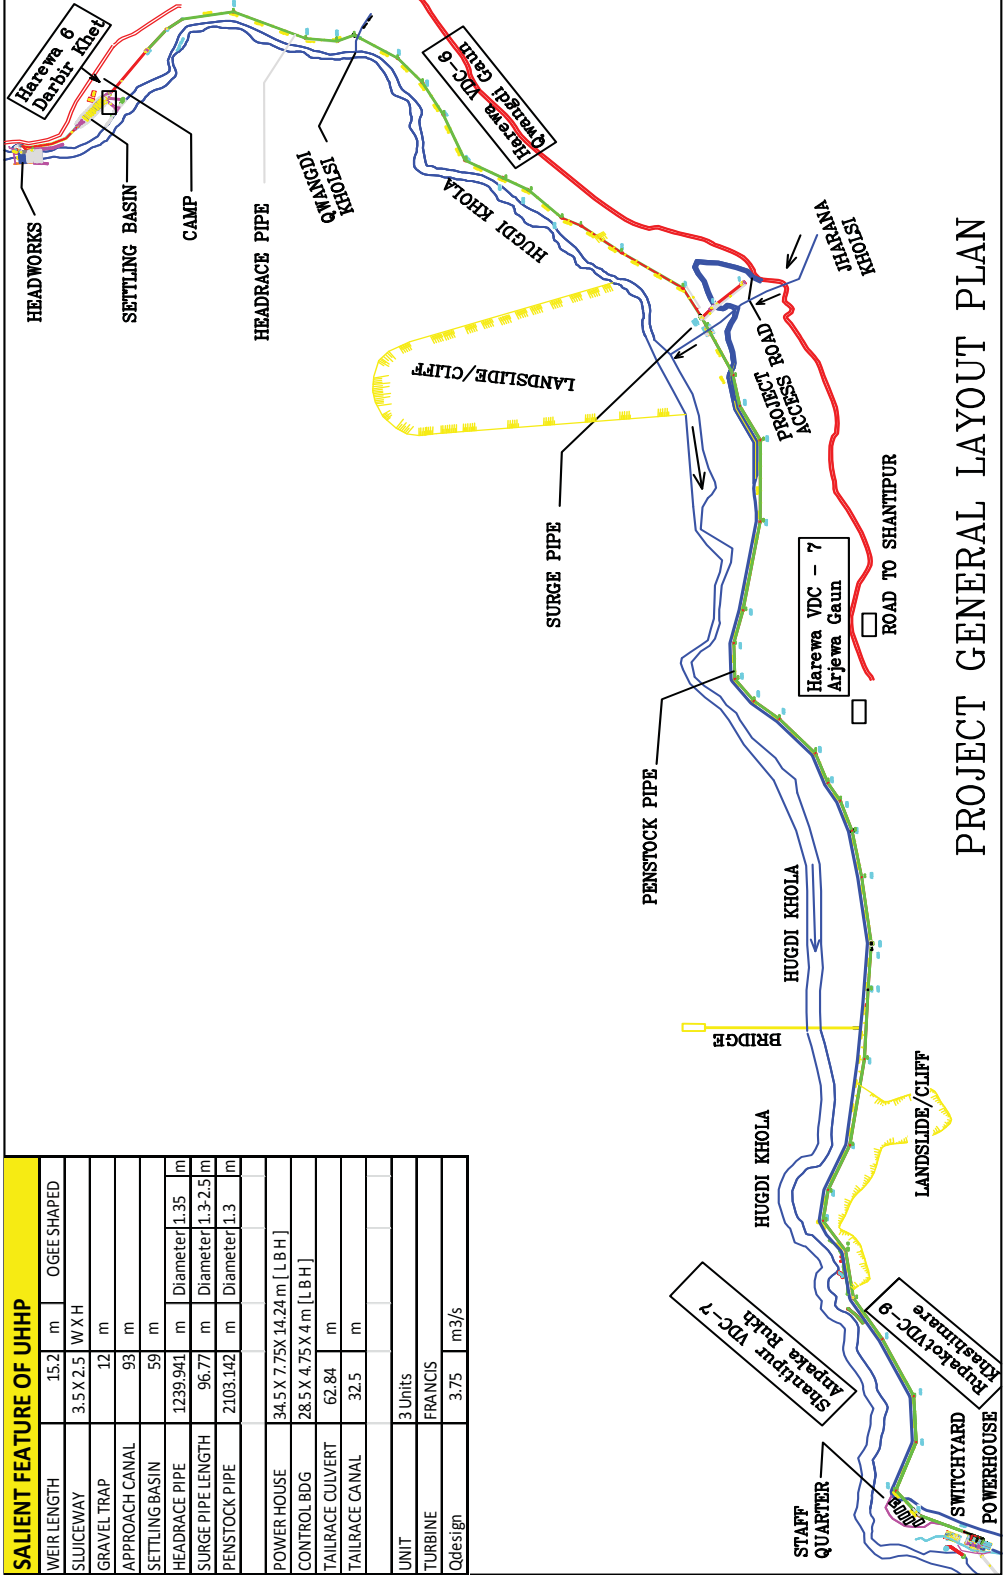 SALIENT FEATURE OF UHHP
WEIR LENGTH 15.2 m OGEE SHAPED
SLUICEWAY 3.5 X 2.5 W X H
GRAVEL TRAP 12 m
APPROACH CANAL 93 m
SETTLING BASIN 59 m
HEADRACE PIPE 1239.941 m Diameter 1.35 m
SURGE PIPE LENGTH 96.77 m Diameter 1.3-2.5 m
PENSTOCK PIPE 2103.142 m Diameter 1.3 m
POWER HOUSE 34.5 X 7.75X 14.24 m [ L B H ]
CONTROL BDG 28.5 X 4.75 X 4 m [ L B H ]
TAILRACE CULVERT 62.84 m
TAILRACE CANAL 32.5 m
UNIT 3 Units
TURBINE FRANCIS
Qdesign 3.75 m3/s
HEADWORKS
Harewa 6
Darbir Khet
SETTLING BASIN
CAMP
HEADRACE PIPE
QWANGDI
KHOLSI
Harewa VDC-6
Qwangdi Gaun
HUGDI KHOLA
LANDSLIDE/CLIFF
JHARANA
KHOLSI
PROJECT
ACCESS ROAD
SURGE PIPE
Harewa VDC - 7
Arjewa Gaun
ROAD TO SHANTIPUR
PENSTOCK PIPE
HUGDI KHOLA
BRIDGE
LANDSLIDE/CLIFF
HUGDI KHOLA
Shantipur VDC-7
Anpaka Rukh
Rupakot VDC-9
Khashimare
STAFF
QUARTER
SWITCHYARD
POWERHOUSE
PROJECT GENERAL LAYOUT PLAN